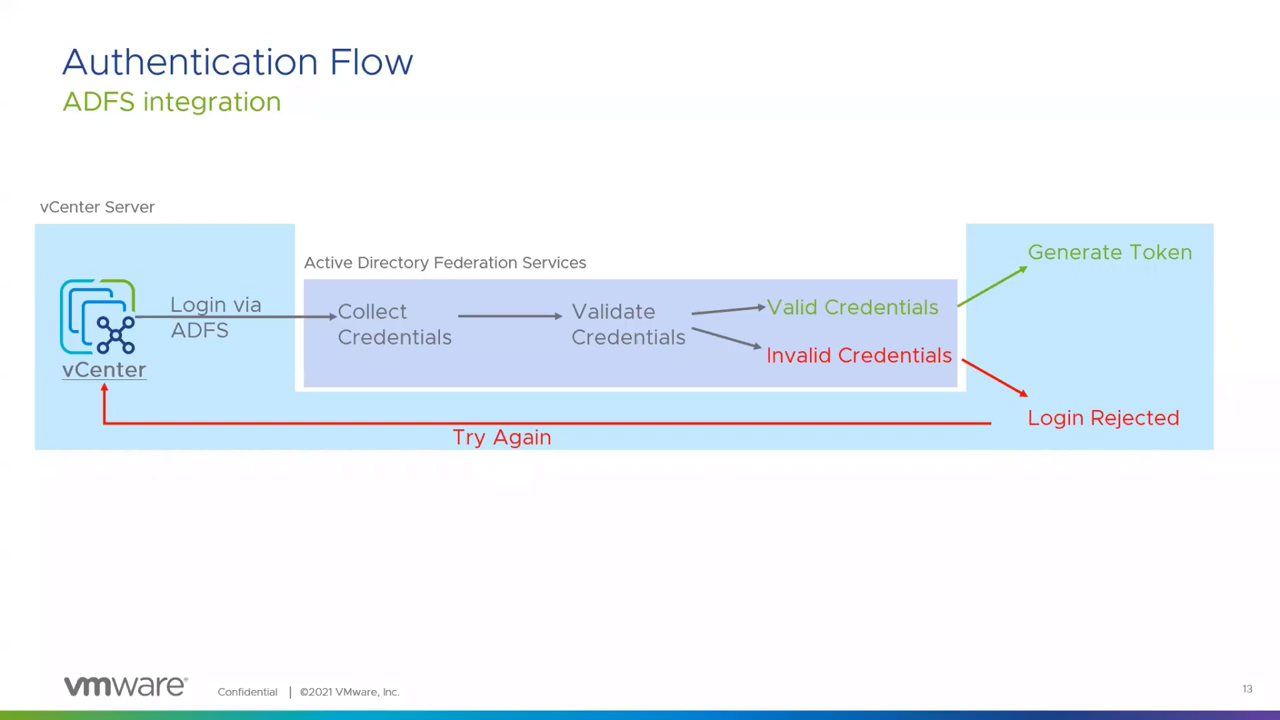 Authentication Flow
ADFS integration
vCenter Server
Active Directory Federation Services
vCenter
Login via
ADFS
Collect
Credentials
Validate
Credentials
Valid Credentials
Invalid Credentials
Generate Token
Login Rejected
Try Again
vmware®
Confidential | ©2021 VMware, Inc.
13